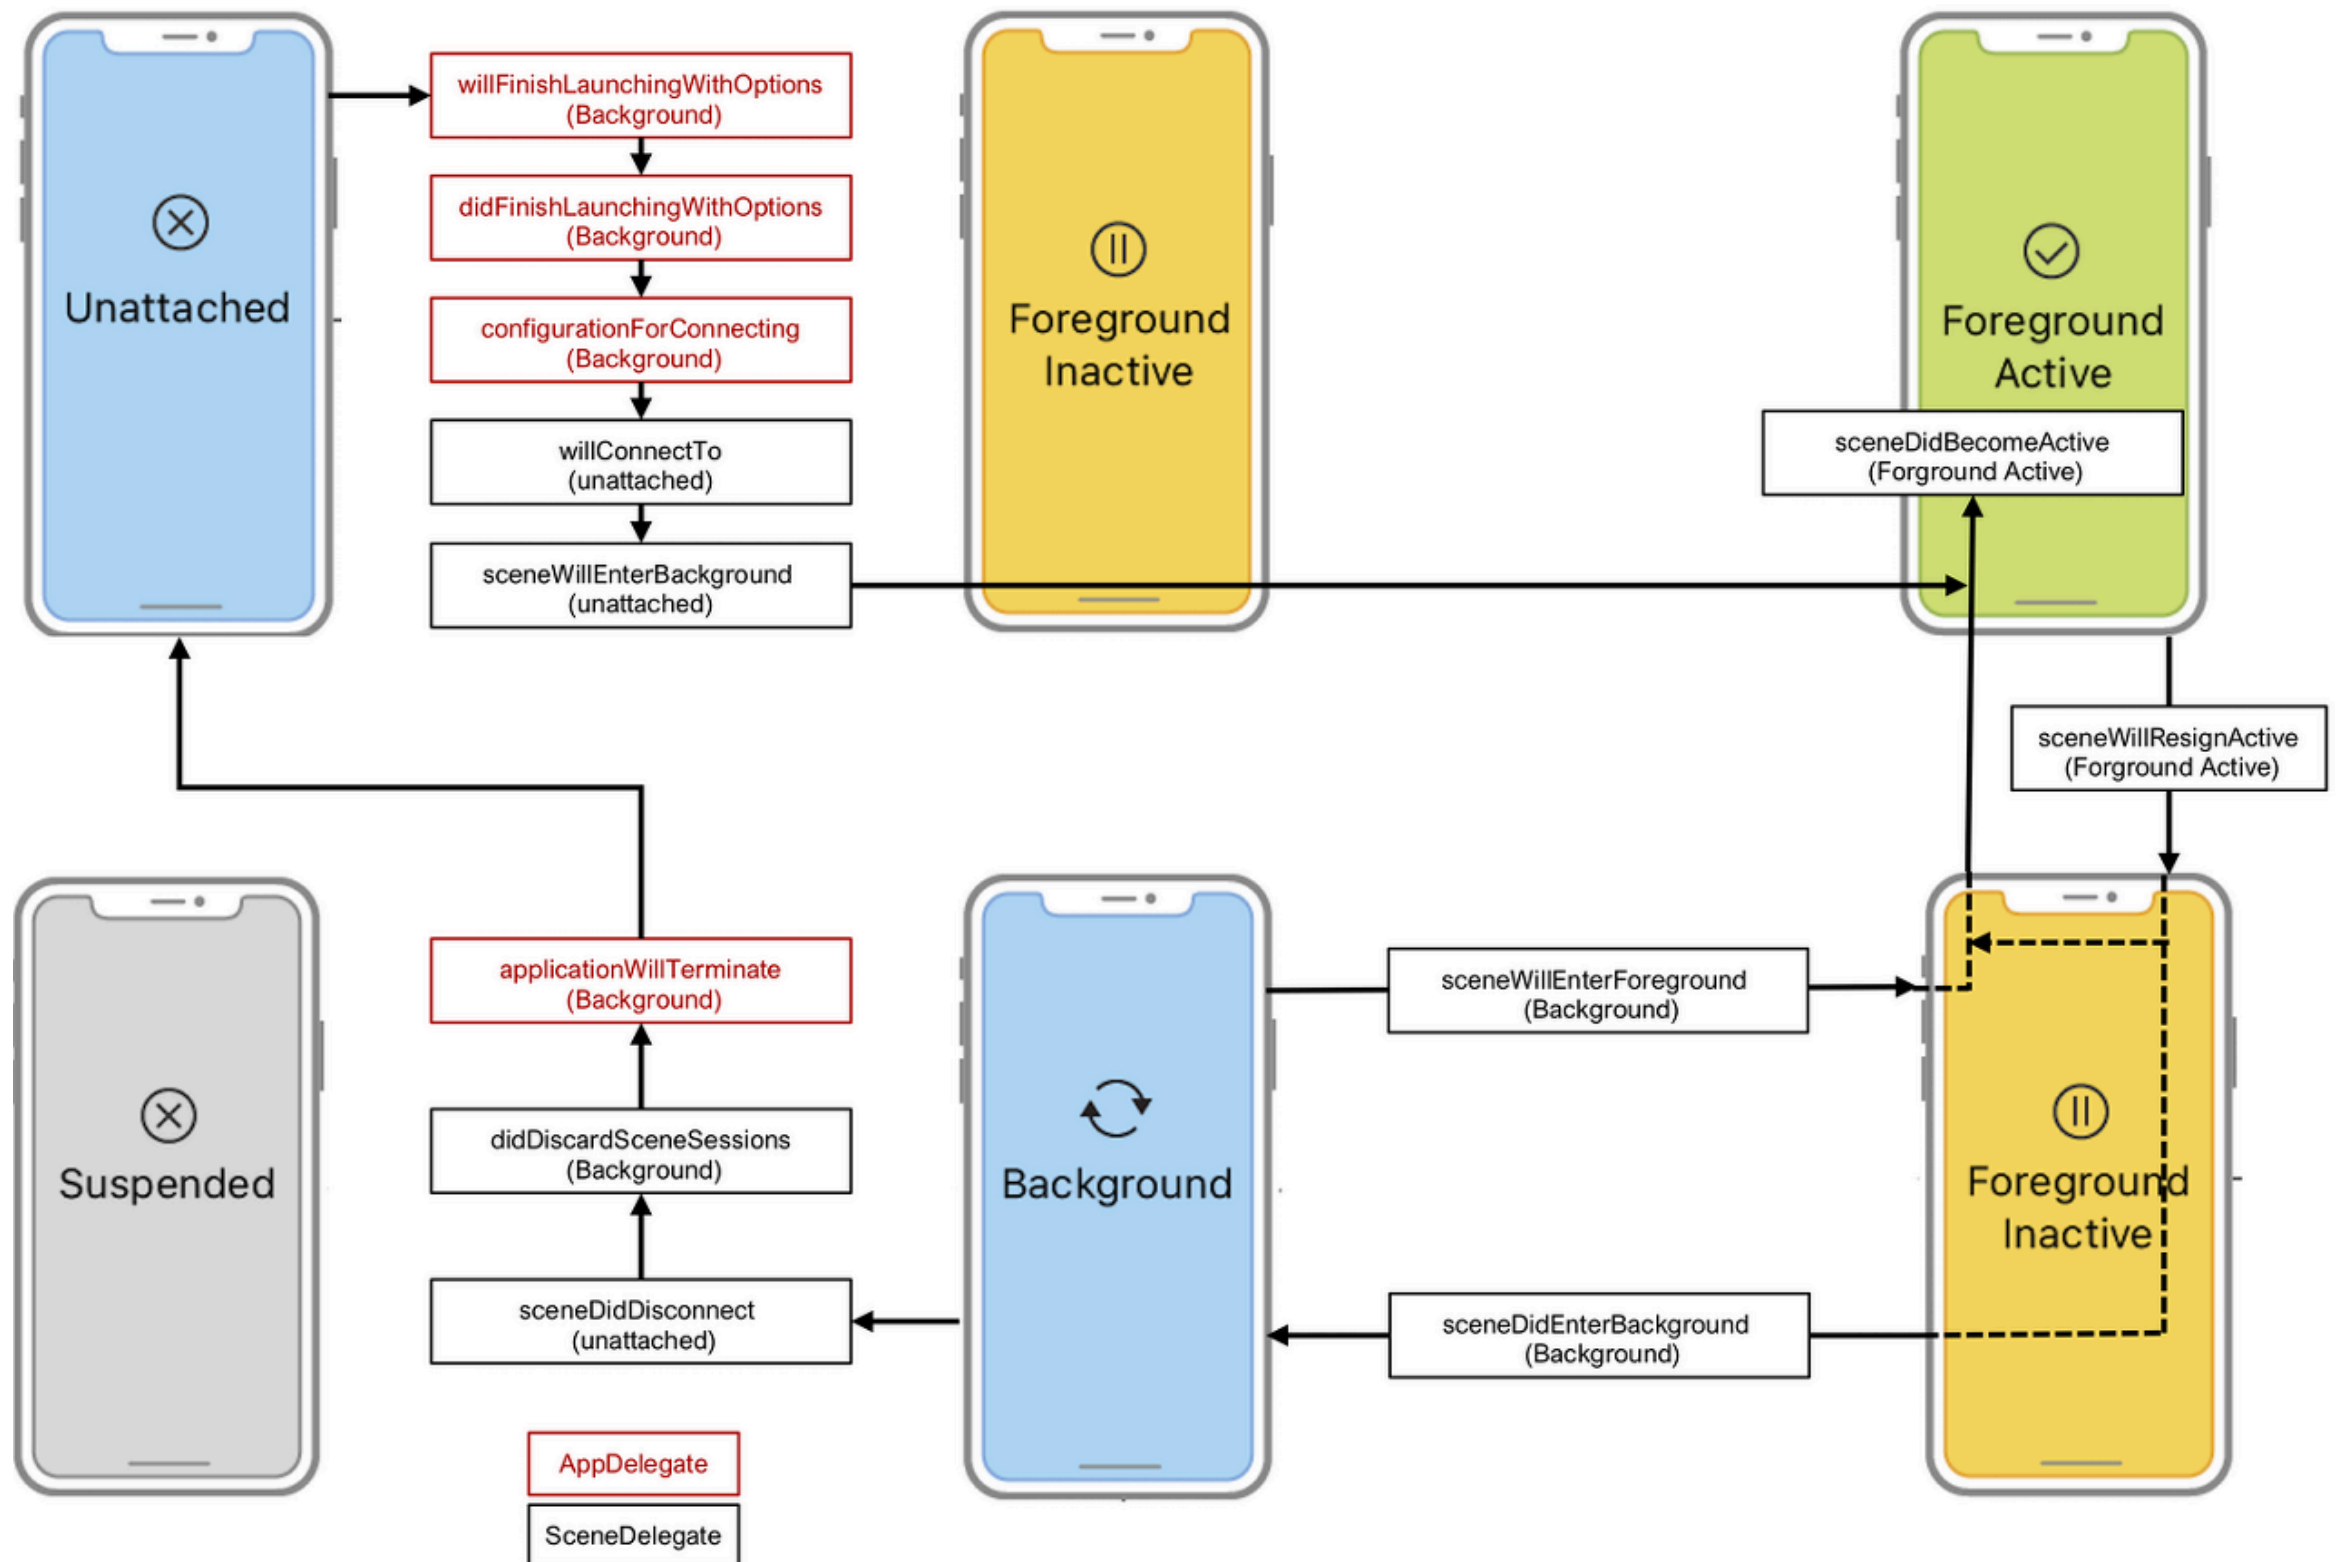 Unattached
willFinishLaunchingWithOptions
(Background)
didFinishLaunchingWithOptions
(Background)
configurationForConnecting
(Background)
willConnectTo
(unattached)
sceneWillEnterBackground
(unattached)
Foreground
Inactive
Foreground
Active
sceneDidBecomeActive
(Forground Active)
sceneWillResignActive
(Forground Active)
Suspended
applicationWillTerminate
(Background)
didDiscardSceneSessions
(Background)
sceneDidDisconnect
(unattached)
Background
sceneWillEnterForeground
(Background)
sceneDidEnterBackground
(Background)
Foreground
Inactive
AppDelegate
SceneDelegate